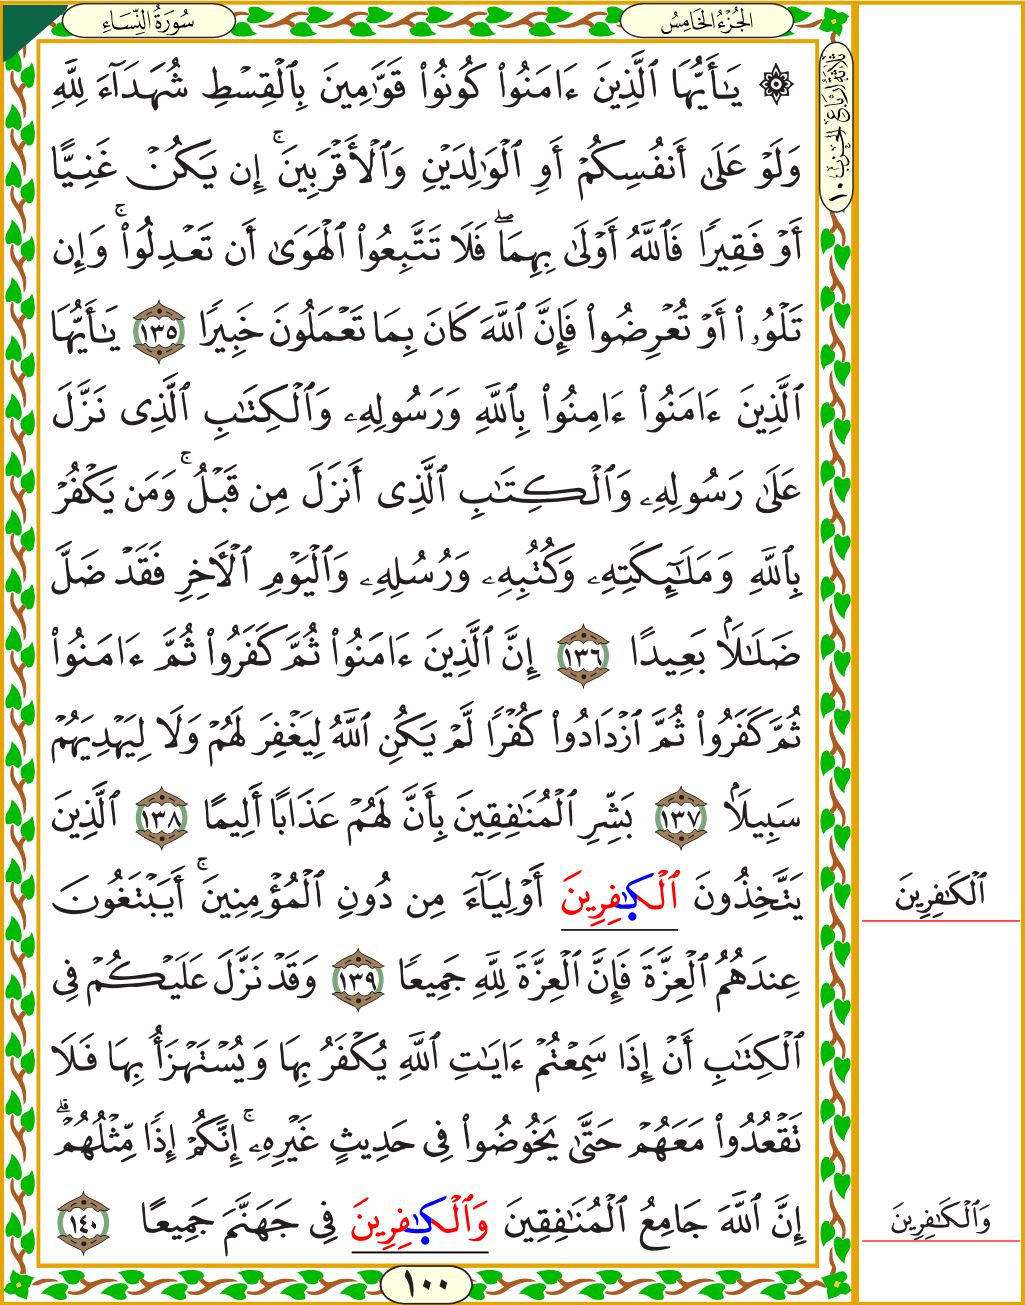 سُورَةُ النِّسَاءِ
الجُزْءُ الخَامِسُ
ثلاثة أرباع الحزب ١٠
۞ يَـٰٓأَيُّهَا ٱلَّذِينَ ءَامَنُوا۟ كُونُوا۟ قَوَّٰمِينَ بِٱلْقِسْطِ شُهَدَآءَ لِلَّهِ
وَلَوْ عَلَىٰٓ أَنفُسِكُمْ أَوِ ٱلْوَٰلِدَيْنِ وَٱلْأَقْرَبِينَ ۚ إِن يَكُنْ غَنِيًّا
أَوْ فَقِيرًا فَٱللَّهُ أَوْلَىٰ بِهِمَا ۖ فَلَا تَتَّبِعُوا۟ ٱلْهَوَىٰٓ أَن تَعْدِلُوا۟ ۚ وَإِن
تَلْوُۥٓا۟ أَوْ تُعْرِضُوا۟ فَإِنَّ ٱللَّهَ كَانَ بِمَا تَعْمَلُونَ خَبِيرًا ١٣٥ يَـٰٓأَيُّهَا
ٱلَّذِينَ ءَامَنُوٓا۟ ءَامِنُوا۟ بِٱللَّهِ وَرَسُولِهِۦ وَٱلْكِتَـٰبِ ٱلَّذِى نَزَّلَ
عَلَىٰ رَسُولِهِۦ وَٱلْكِتَـٰبِ ٱلَّذِىٓ أَنزَلَ مِن قَبْلُ ۚ وَمَن يَكْفُرْ
بِٱللَّهِ وَمَلَـٰٓئِكَتِهِۦ وَكُتُبِهِۦ وَرُسُلِهِۦ وَٱلْيَوْمِ ٱلْـَٔاخِرِ فَقَدْ ضَلَّ
ضَلَـٰلًۢا بَعِيدًا ١٣٦ إِنَّ ٱلَّذِينَ ءَامَنُوا۟ ثُمَّ كَفَرُوا۟ ثُمَّ ءَامَنُوا۟
ثُمَّ كَفَرُوا۟ ثُمَّ ٱزْدَادُوا۟ كُفْرًا لَّمْ يَكُنِ ٱللَّهُ لِيَغْفِرَ لَهُمْ وَلَا لِيَهْدِيَهُمْ
سَبِيلًۢا ١٣٧ بَشِّرِ ٱلْمُنَـٰفِقِينَ بِأَنَّ لَهُمْ عَذَابًا أَلِيمًا ١٣٨ ٱلَّذِينَ
يَتَّخِذُونَ ٱلْكَـٰفِرِينَ أَوْلِيَآءَ مِن دُونِ ٱلْمُؤْمِنِينَ ۚ أَيَبْتَغُونَ
ٱلْكَـٰفِرِينَ
عِندَهُمُ ٱلْعِزَّةَ فَإِنَّ ٱلْعِزَّةَ لِلَّهِ جَمِيعًا ١٣٩ وَقَدْ نَزَّلَ عَلَيْكُمْ فِى
ٱلْكِتَـٰبِ أَنْ إِذَا سَمِعْتُمْ ءَايَـٰتِ ٱللَّهِ يُكْفَرُ بِهَا وَيُسْتَهْزَأُ بِهَا فَلَا
تَقْعُدُوا۟ مَعَهُمْ حَتَّىٰ يَخُوضُوا۟ فِى حَدِيثٍ غَيْرِهِۦٓ ۚ إِنَّكُمْ إِذًا مِّثْلُهُمْ ۗ
إِنَّ ٱللَّهَ جَامِعُ ٱلْمُنَـٰفِقِينَ وَٱلْكَـٰفِرِينَ فِى جَهَنَّمَ جَمِيعًا ١٤٠
وَٱلْكَـٰفِرِينَ
١٠٠